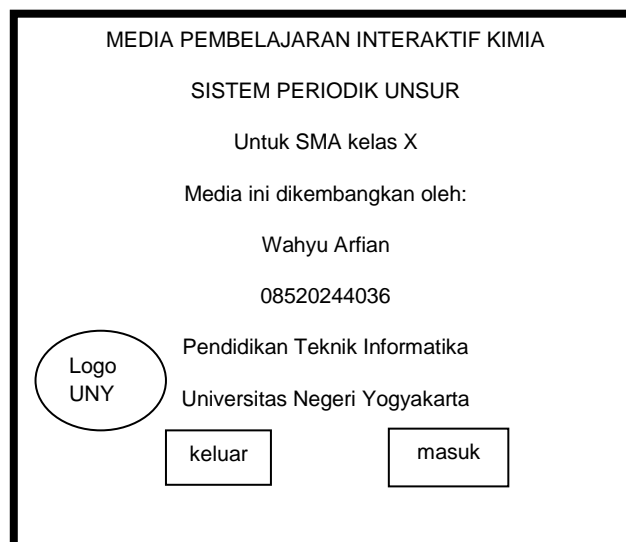 MEDIA PEMBELAJARAN INTERAKTIF KIMIA
SISTEM PERIODIK UNSUR
Untuk SMA kelas X
Media ini dikembangkan oleh:
Wahyu Arfian
08520244036
Pendidikan Teknik Informatika
Logo
UNY
Universitas Negeri Yogyakarta
keluar
masuk